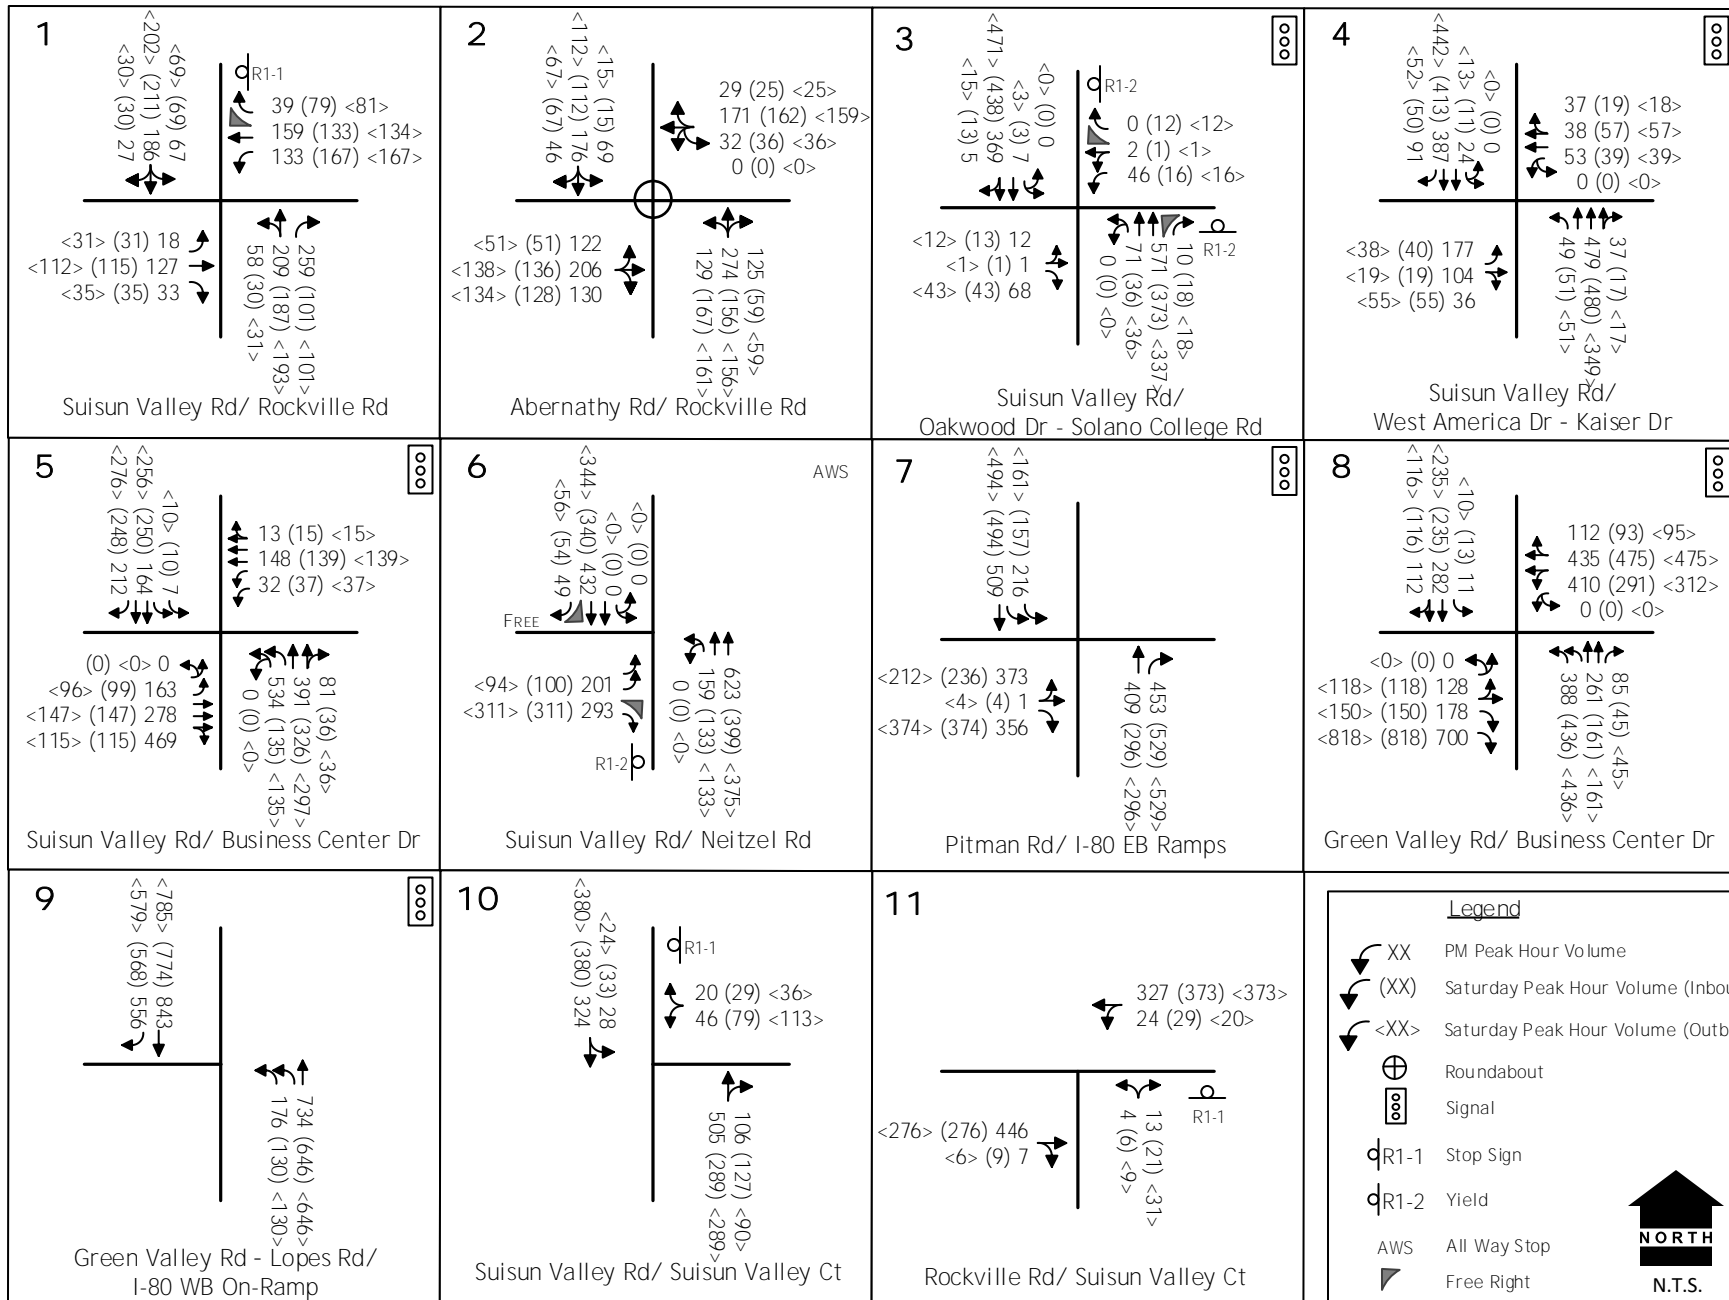 1
<30> (30) 27
<202> (211) 186
<69> (69) 67
R1-1
39 (79) <81>
159 (133) <134>
133 (167) <167>
<31> (31) 18
<112> (115) 127
<35> (35) 33
58 (30) <31>
209 (187) <193>
259 (101) <101>
Suisun Valley Rd/ Rockville Rd
2
<67> (67) 46
<112> (112) 176
<15> (15) 69
29 (25) <25>
171 (162) <159>
32 (36) <36>
0 (0) <0>
<51> (51) 122
<138> (136) 206
<134> (128) 130
129 (167) <161>
274 (156) <156>
125 (59) <59>
Abernathy Rd/ Rockville Rd
3
<15> (13) 5
<471> (438) 369
<3> (3) 7
<0> (0) 0
R1-2
0 (12) <12>
2 (1) <1>
46 (16) <16>
<12> (13) 12
<1> (1) 1
<43> (43) 68
0 (0) <0>
71 (36) <36>
571 (373) <337>
10 (18) <18>
R1-2
Suisun Valley Rd/
Oakwood Dr - Solano College Rd
4
<52> (50) 91
<442> (413) 387
<13> (11) 24
<0> (0) 0
37 (19) <18>
38 (57) <57>
53 (39) <39>
0 (0) <0>
<38> (40) 177
<19> (19) 104
<55> (55) 36
49 (51) <51>
479 (480) <349>
37 (17) <17>
Suisun Valley Rd/
West America Dr - Kaiser Dr
5
<276> (248) 212
<256> (250) 164
<10> (10) 7
13 (15) <15>
148 (139) <139>
32 (37) <37>
(0) <0> 0
<96> (99) 163
<147> (147) 278
<115> (115) 469
0 (0) <0>
534 (135) <135>
391 (326) <297>
81 (36) <36>
Suisun Valley Rd/ Business Center Dr
6
AWS
<56> (54) 49
<344> (340) 432
<0> (0) 0
<0> (0) 0
FREE
<94> (100) 201
<311> (311) 293
R1-2
0 (0) <0>
159 (133) <133>
623 (399) <375>
Suisun Valley Rd/ Neitzel Rd
7
<494> (494) 509
<161> (157) 216
<212> (236) 373
<4> (4) 1
<374> (374) 356
409 (296) <296>
453 (529) <529>
Pitman Rd/ I-80 EB Ramps
8
<116> (116) 112
<235> (235) 282
<10> (13) 11
112 (93) <95>
435 (475) <475>
410 (291) <312>
0 (0) <0>
<0> (0) 0
<118> (118) 128
<150> (150) 178
<818> (818) 700
388 (436) <436>
261 (161) <161>
85 (45) <45>
Green Valley Rd/ Business Center Dr
9
<579> (568) 556
<785> (774) 843
176 (130) <130>
734 (646) <646>
Green Valley Rd - Lopes Rd/
I-80 WB On-Ramp
10
<380> (380) 324
<24> (33) 28
R1-1
20 (29) <36>
46 (79) <113>
505 (289) <289>
106 (127) <90>
Suisun Valley Rd/ Suisun Valley Ct
11
327 (373) <373>
24 (29) <20>
<276> (276) 446
<6> (9) 7
4 (6) <9>
13 (21) <31>
R1-1
Rockville Rd/ Suisun Valley Ct
Legend
XX PM Peak Hour Volume
(XX) Saturday Peak Hour Volume (Inbou
<XX> Saturday Peak Hour Volume (Outb
Roundabout
Signal
R1-1 Stop Sign
R1-2 Yield
AWS All Way Stop
Free Right
NORTH
N.T.S.